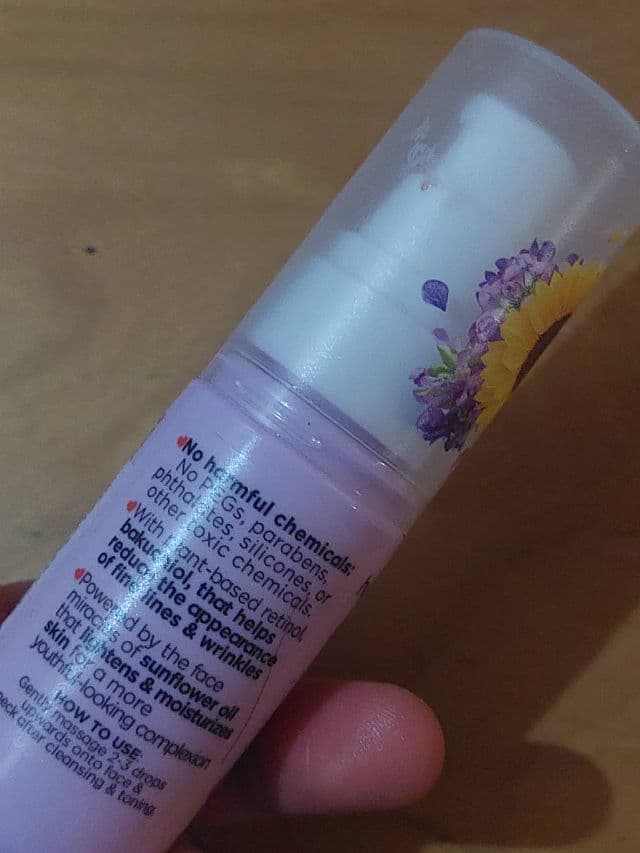 No harmful chemicals:
No PEGs, parabens,
phthalates, silicones, or
other toxic chemicals.
With plant-based retinol,
bakuchiol, that helps
reduce the appearance
of fine lines & wrinkles
Powered by the face
miracles of sunflower oil
that lightens & moisturizes
skin for a more
youthful-looking complexion
HOW TO USE:
Gently massage 2-3 drops
upwards onto face &
neck after cleansing & toning.